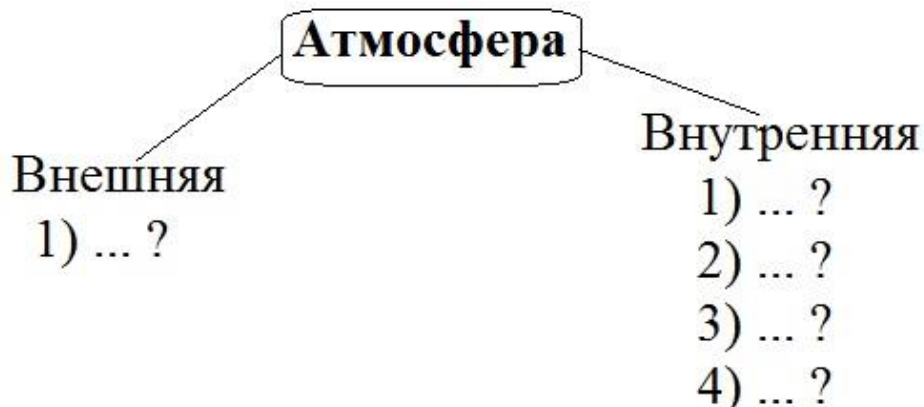 Атмосфера
Внешняя
1) ... ?
Внутренняя
1) ... ?
2) ... ?
3) ... ?
4) ... ?